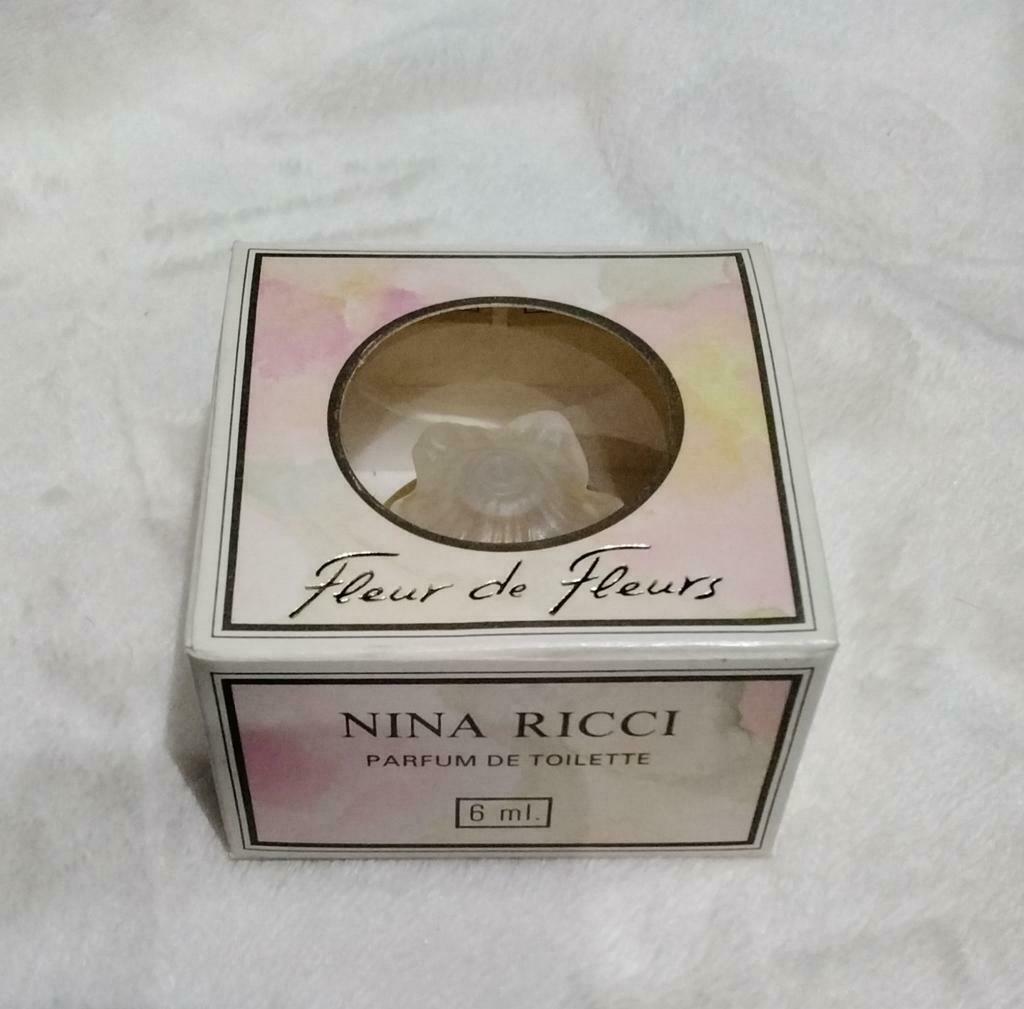 Fleur de Fleurs
NINA RICCI
PARFUM DE TOILETTE
6 ml.